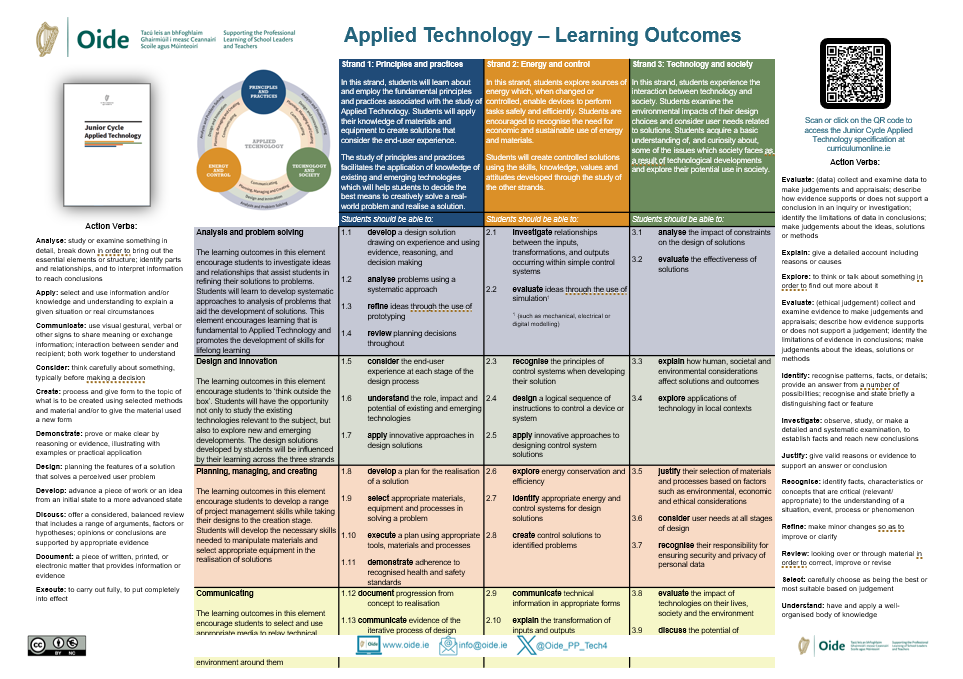 Oide
Tacú leis an bhFoghlaim
Ghairmiúil i measc Ceannairí
Scoile agus Múinteoirí
Supporting the Professional
Learning of School Leaders
and Teachers
Applied Technology – Learning Outcomes
Junior Cycle
Applied Technology
PRINCIPLES
AND
PRACTICES
APPLIED
TECHNOLOGY
ENERGY
AND
CONTROL
TECHNOLOGY
AND
SOCIETY
Action Verbs:
Analyse: study or examine something in
detail, break down in order to bring out the
essential elements or structure; identify parts
and relationships, and to interpret information
to reach conclusions
Apply: select and use information and/or
knowledge and understanding to explain a
given situation or real circumstances
Communicate: use visual gestural, verbal or
other signs to share meaning or exchange
information; interaction between sender and
recipient; both work together to understand
Consider: think carefully about something,
typically before making a decision
Create: process and give form to the topic of
what is to be created using selected methods
and material and/or to give the material used
a new form
Demonstrate: prove or make clear by
reasoning or evidence, illustrating with
examples or practical application
Design: planning the features of a solution
that solves a perceived user problem
Develop: advance a piece of work or an idea
from an initial state to a more advanced state
Discuss: offer a considered, balanced review
that includes a range of arguments, factors or
hypotheses; opinions or conclusions are
supported by appropriate evidence
Document: a piece of written, printed, or
electronic matter that provides information or
evidence
Execute: to carry out fully, to put completely
into effect
Strand 1: Principles and practices
In this strand, students will learn about
and employ the fundamental principles
and practices associated with the study of
Applied Technology. Students will apply
their knowledge of materials and
equipment to create solutions that
consider the end-user experience.
The study of principles and practices
facilitates the application of knowledge of
existing and emerging technologies
which will help students to decide the
best means to creatively solve a real-
world problem and realise a solution.
Strand 2: Energy and control
In this strand, students explore sources of
energy which, when changed or
controlled, enable devices to perform
tasks safely and efficiently. Students are
encouraged to recognise the need for
economic and sustainable use of energy
and materials.
Students will create controlled solutions
using the skills, knowledge, values and
attitudes developed through the study of
the other strands.
Strand 3: Technology and society
In this strand, students experience the
interaction between technology and
society. Students examine the
environmental impacts of their design
choices and consider user needs related
to solutions. Students acquire a basic
understanding of, and curiosity about,
some of the issues which society faces as
a result of technological developments
and explore their potential use in society.
Students should be able to:
Students should be able to:
Students should be able to:
Analysis and problem solving
The learning outcomes in this element
encourage students to investigate ideas
and relationships that assist students in
refining their solutions to problems.
Students will learn to develop systematic
approaches to analysis of problems that
aid the development of solutions. This
element encourages learning that is
fundamental to Applied Technology and
promotes the development of skills for
lifelong learning
1.1 develop a design solution
drawing on experience and using
evidence, reasoning, and
decision making
1.2 analyse problems using a
systematic approach
1.3 refine ideas through the use of
prototyping
1.4 review planning decisions
throughout
2.1 investigate relationships
between the inputs,
transformations, and outputs
occurring within simple control
systems
2.2 evaluate ideas through the use of
simulation¹
¹ (such as mechanical, electrical or
digital modelling)
3.1 analyse the impact of constraints
on the design of solutions
3.2 evaluate the effectiveness of
solutions
Design and Innovation
The learning outcomes in this element
encourage students to 'think outside the
box'. Students will have the opportunity
not only to study the existing
technologies relevant to the subject, but
also to explore new and emerging
developments. The design solutions
developed by students will be influenced
by their learning across the three strands
1.5 consider the end-user
experience at each stage of the
design process
1.6 understand the role, impact and
potential of existing and emerging
technologies
1.7 apply innovative approaches in
design solutions
2.3 recognise the principles of
control systems when developing
their solution
2.4 design a logical sequence of
instructions to control a device or
system
2.5 apply innovative approaches to
designing control system
solutions
3.3 explain how human, societal and
environmental considerations
affect solutions and outcomes
3.4 explore applications of
technology in local contexts
Planning, managing, and creating
The learning outcomes in this element
encourage students to develop a range
of project management skills while taking
their designs to the creation stage.
Students will develop the necessary skills
needed to manipulate materials and
select appropriate equipment in the
realisation of solutions
1.8 develop a plan for the realisation
of a solution
1.9 select appropriate materials,
equipment and processes in
solving a problem
1.10 execute a plan using appropriate
tools, materials and processes
1.11 demonstrate adherence to
recognised health and safety
standards
2.6 explore energy conservation and
efficiency
2.7 identify appropriate energy and
control systems for design
solutions
2.8 create control solutions to
identified problems
3.5 justify their selection of materials
and processes based on factors
such as environmental, economic
and ethical considerations
3.6 consider user needs at all stages
of design
3.7 recognise their responsibility for
ensuring security and privacy of
personal data
Communicating
The learning outcomes in this element
encourage students to select and use
appropriate media to relay technical
environment around them
1.12 document progression from
concept to realisation
1.13 communicate evidence of the
iterative process of design
2.9 communicate technical
information in appropriate forms
2.10 explain the transformation of
inputs and outputs
3.8 evaluate the impact of
technologies on their lives,
society and the environment
3.9 discuss the potential of
Scan or click on the QR code to
access the Junior Cycle Applied
Technology specification at
curriculumonline.ie
Action Verbs:
Evaluate: (data) collect and examine data to
make judgements and appraisals; describe
how evidence supports or does not support a
conclusion in an inquiry or investigation;
identify the limitations of data in conclusions;
make judgements about the ideas, solutions
or methods
Explain: give a detailed account including
reasons or causes
Explore: to think or talk about something in
order to find out more about it
Evaluate: (ethical judgement) collect and
examine evidence to make judgements and
appraisals; describe how evidence supports
or does not support a judgement; identify the
limitations of evidence in conclusions; make
judgements about the ideas, solutions or
methods
Identify: recognise patterns, facts, or details;
provide an answer from a number of
possibilities; recognise and state briefly a
distinguishing fact or feature
Investigate: observe, study, or make a
detailed and systematic examination, to
establish facts and reach new conclusions
Justify: give valid reasons or evidence to
support an answer or conclusion
Recognise: identify facts, characteristics or
concepts that are critical (relevant/
appropriate) to the understanding of a
situation, event, process or phenomenon
Refine: make minor changes so as to
improve or clarify
Review: looking over or through material in
order to correct, improve or revise
Select: carefully choose as being the best or
most suitable based on judgement
Understand: have and apply a well-
organised body of knowledge
CC BY NC
www.oide.ie
info@oide.ie
@Oide_PP_Tech4
Oide